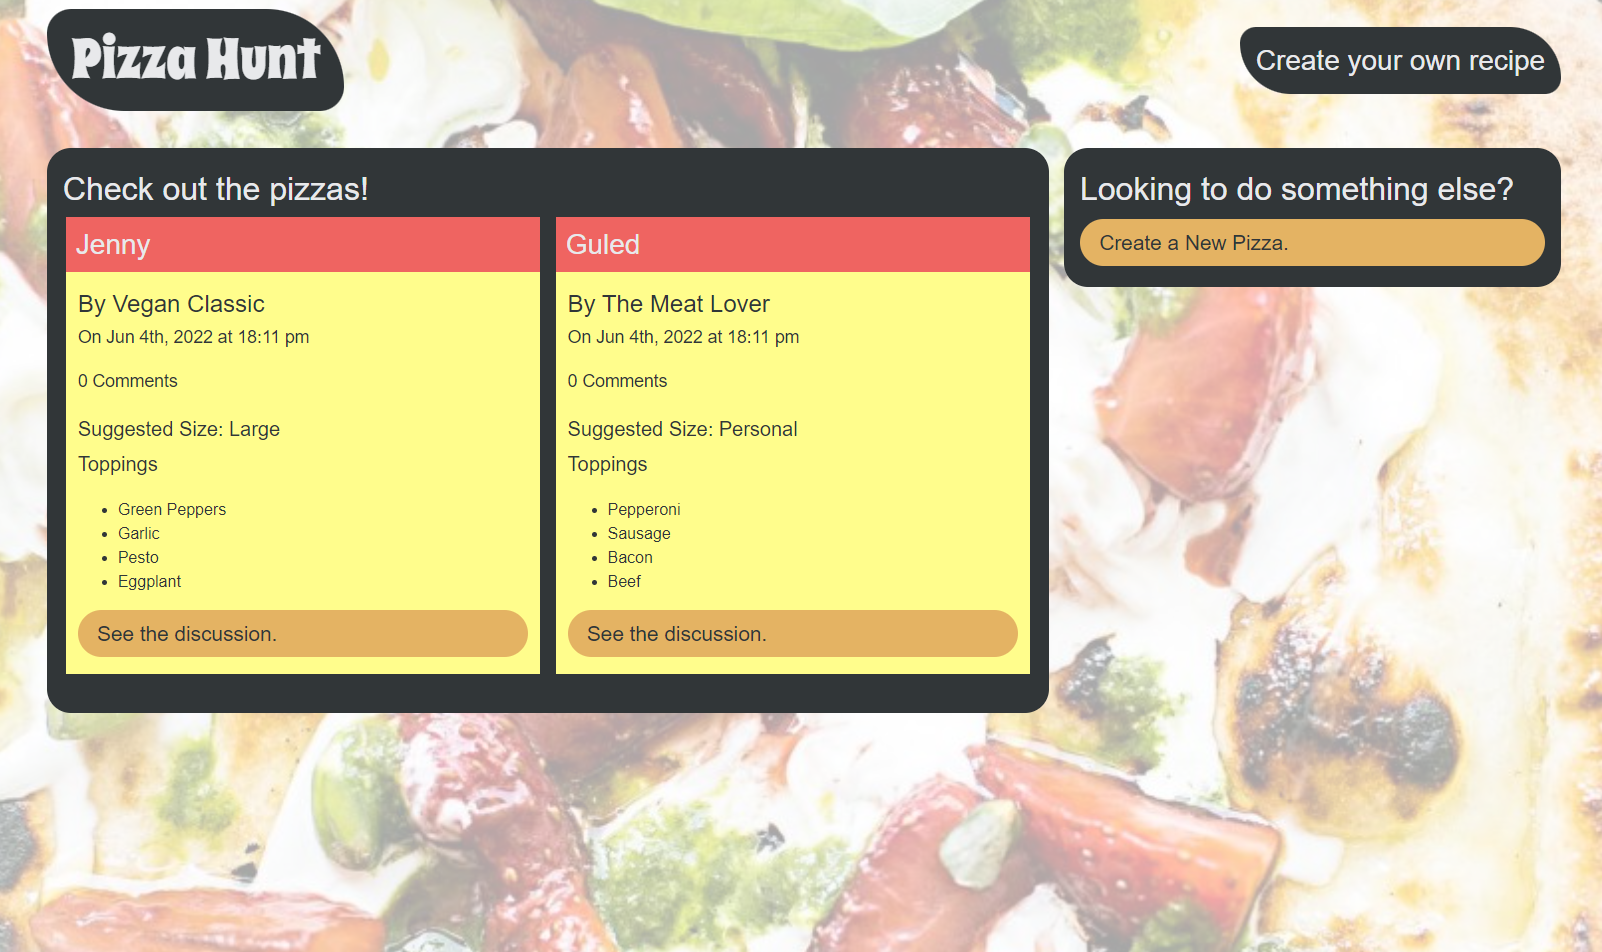 Pizza Hunt
Create your own recipe
Check out the pizzas!
Jenny
By Vegan Classic
On Jun 4th, 2022 at 18:11 pm
0 Comments
Suggested Size: Large
Toppings
Green Peppers
Garlic
Pesto
Eggplant
See the discussion.
Guled
By The Meat Lover
On Jun 4th, 2022 at 18:11 pm
0 Comments
Suggested Size: Personal
Toppings
Pepperoni
Sausage
Bacon
Beef
See the discussion.
Looking to do something else?
Create a New Pizza.